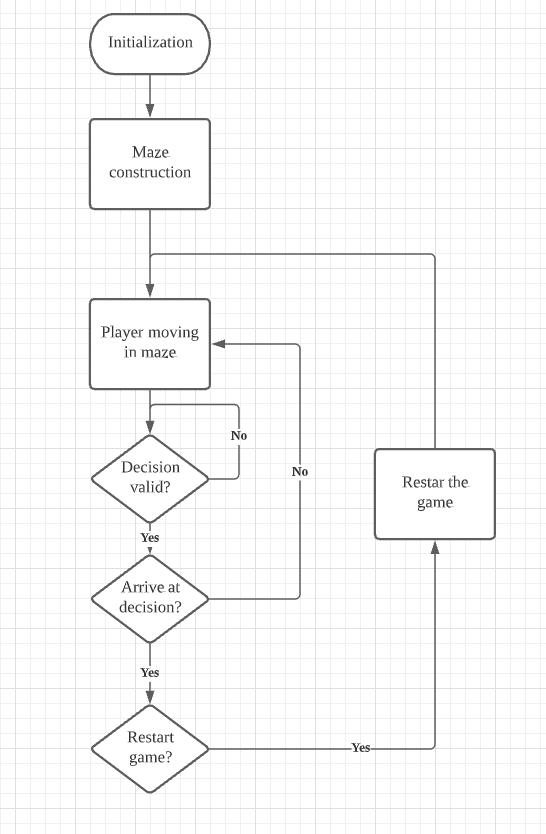 Initialization
Maze
construction
Player moving
in maze
No
Decision
valid?
No
Restar the
game
Yes
Arrive at
decision?
Yes
Restart
game?
Yes